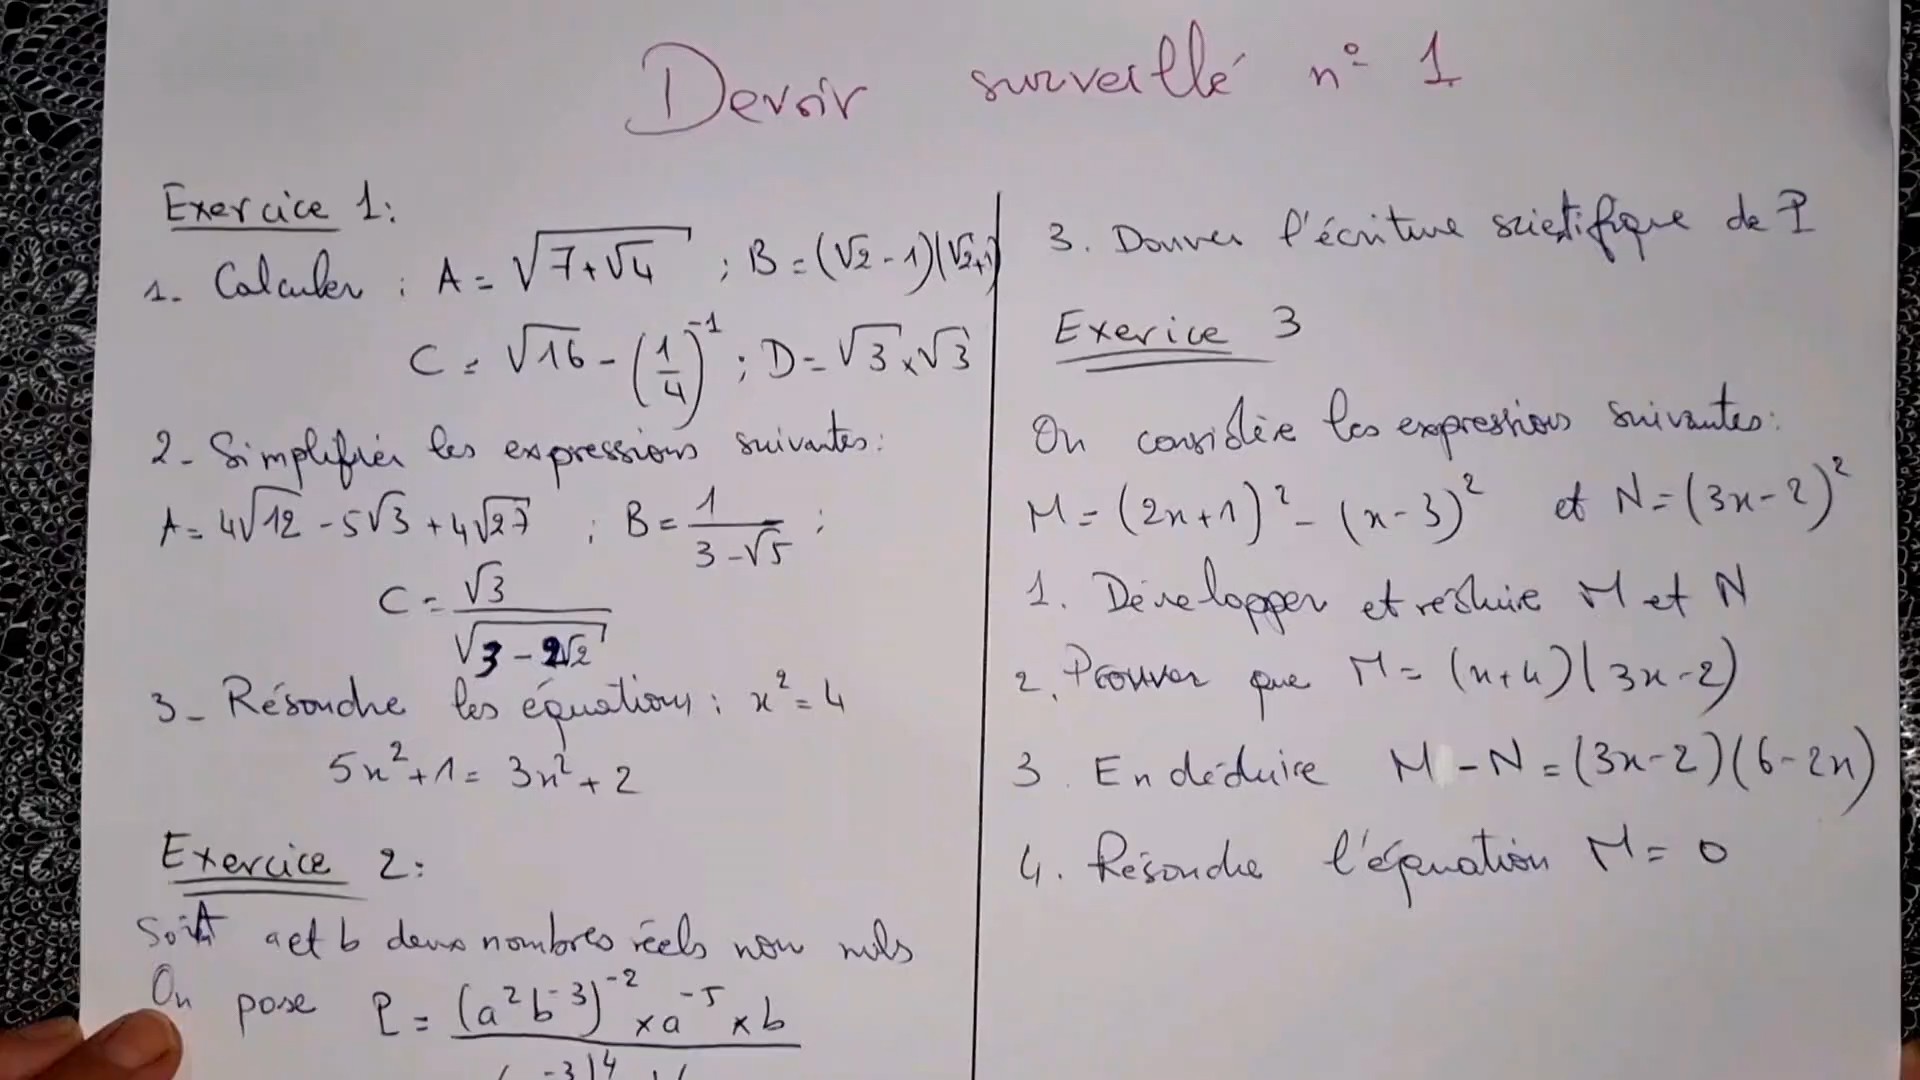 Devoir surveillé n° 1
Exercice 1:
1. Calculer : A = √(7+√4) ; B = (√2 - 1)(√2+1)
C = √16 - (1/4)^-1 ; D = √3 × √3
2 - Simplifier les expressions suivantes:
A = 4√12 - 5√3 + 4√27 ; B = 1/(3-√5) ;
C = √3/√(3-2√2)
3 - Résoudre les équations : x² = 4
5x² + 1 = 3x² + 2
Exercice 2:
Soit a et b deux nombres réels non nuls
On pose P = (a²b^-3)^-2 × a^-5 × b
3. Donner l'écriture scientifique de P
Exerice 3
On considère les expressions suivantes:
M = (2x+1)² - (x-3)² et N = (3x-2)²
1. Développer et réduire M et N
2. Prouver que M = (x+4)(3x-2)
3. En déduire M - N = (3x-2)(6-2x)
4. Résoudre l'équation M = 0